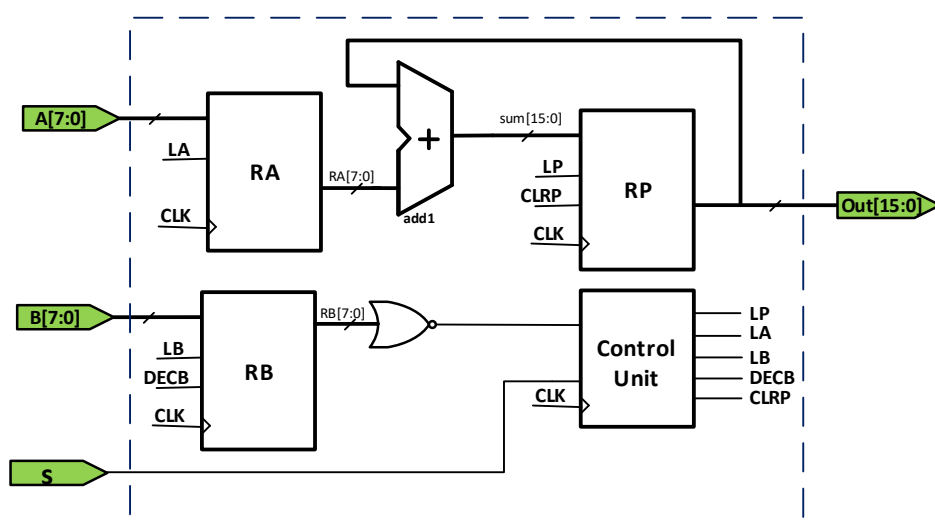 A[7:0]
LA
CLK
RA
RA[7:0]
+
add1
sum[15:0]
LP
CLRP
CLK
RP
Out[15:0]
B[7:0]
LB
DECB
CLK
RB
RB[7:0]
CLK
Control
Unit
LP
LA
LB
DECB
CLRP
S